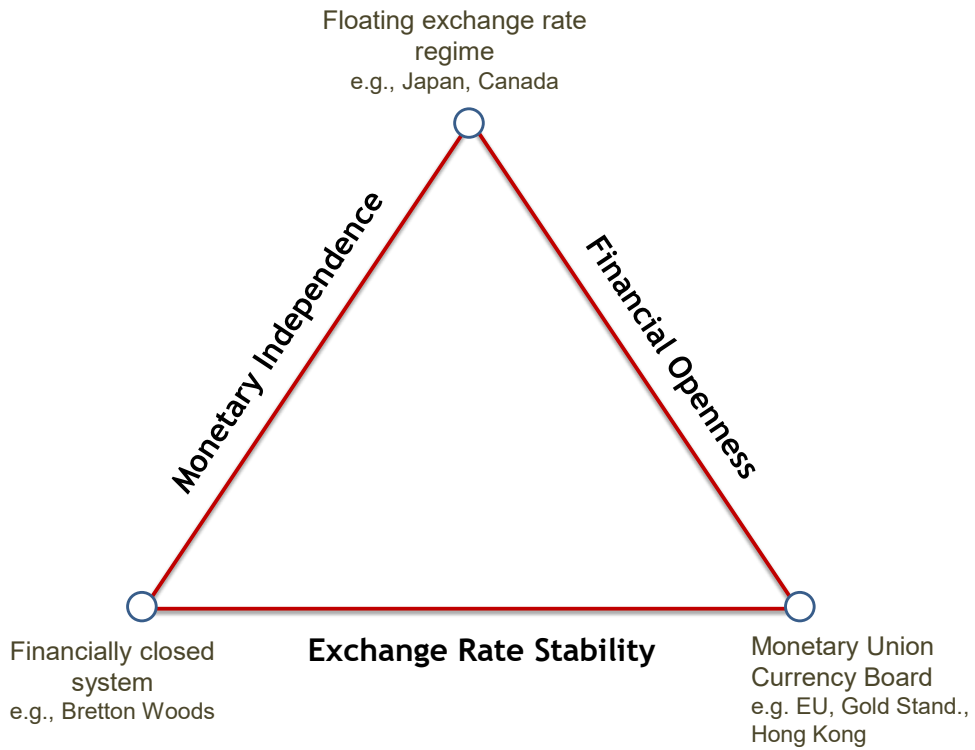 Floating exchange rate
regime
e.g., Japan, Canada
Monetary Independence
Financial Openness
Exchange Rate Stability
Financially closed
system
e.g., Bretton Woods
Monetary Union
Currency Board
e.g. EU, Gold Stand.,
Hong Kong